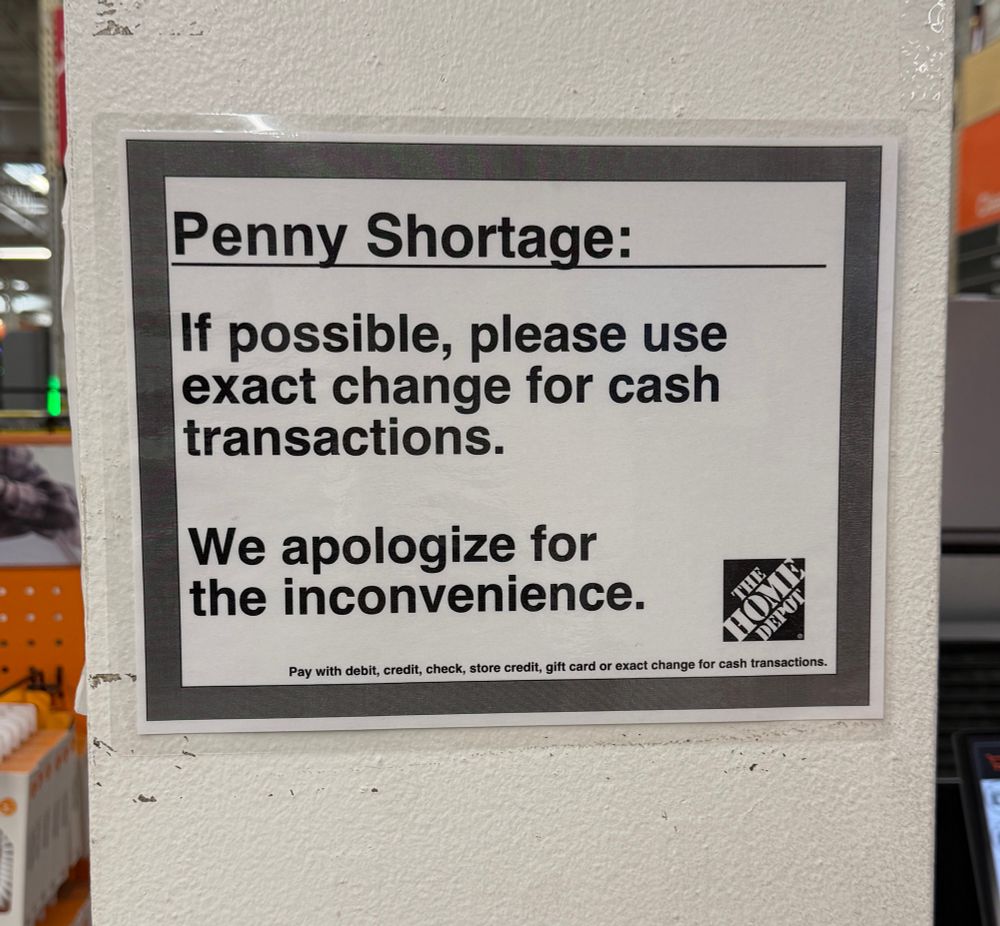 Penny Shortage:
If possible, please use
exact change for cash
transactions.
We apologize for
the inconvenience.
THE
HOME
DEPOT
Pay with debit, credit, check, store credit, gift card or exact change for cash transactions.